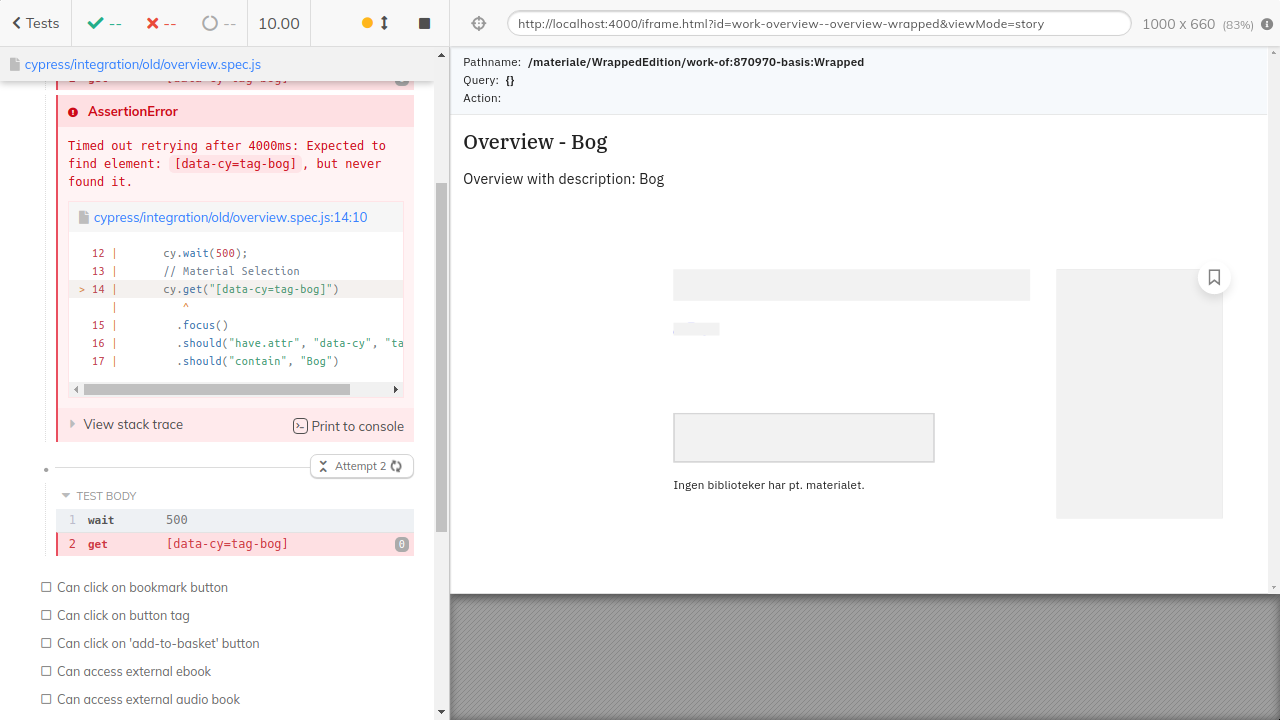 Tests
--
--
--
10.00
http://localhost:4000/iframe.html?id=work-overview--overview-wrapped&viewMode=story
1000 x 660 (83%)
cypress/integration/old/overview.spec.js
AssertionError
Timed out retrying after 4000ms: Expected to
find element: [data-cy=tag-bog], but never
found it.
cypress/integration/old/overview.spec.js:14:10
12 | cy.wait(500);
13 | // Material Selection
> 14 | cy.get("[data-cy=tag-bog]")
| ^
15 | .focus()
16 | .should("have.attr", "data-cy", "ta
17 | .should("contain", "Bog")
View stack trace
Print to console
Attempt 2
TEST BODY
1 wait 500
2 get [data-cy=tag-bog] 0
Can click on bookmark button
Can click on button tag
Can click on 'add-to-basket' button
Can access external ebook
Can access external audio book
Pathname: /materiale/WrappedEdition/work-of:870970-basis:Wrapped
Query: {}
Action:
Overview - Bog
Overview with description: Bog
Ingen biblioteker har pt. materialet.